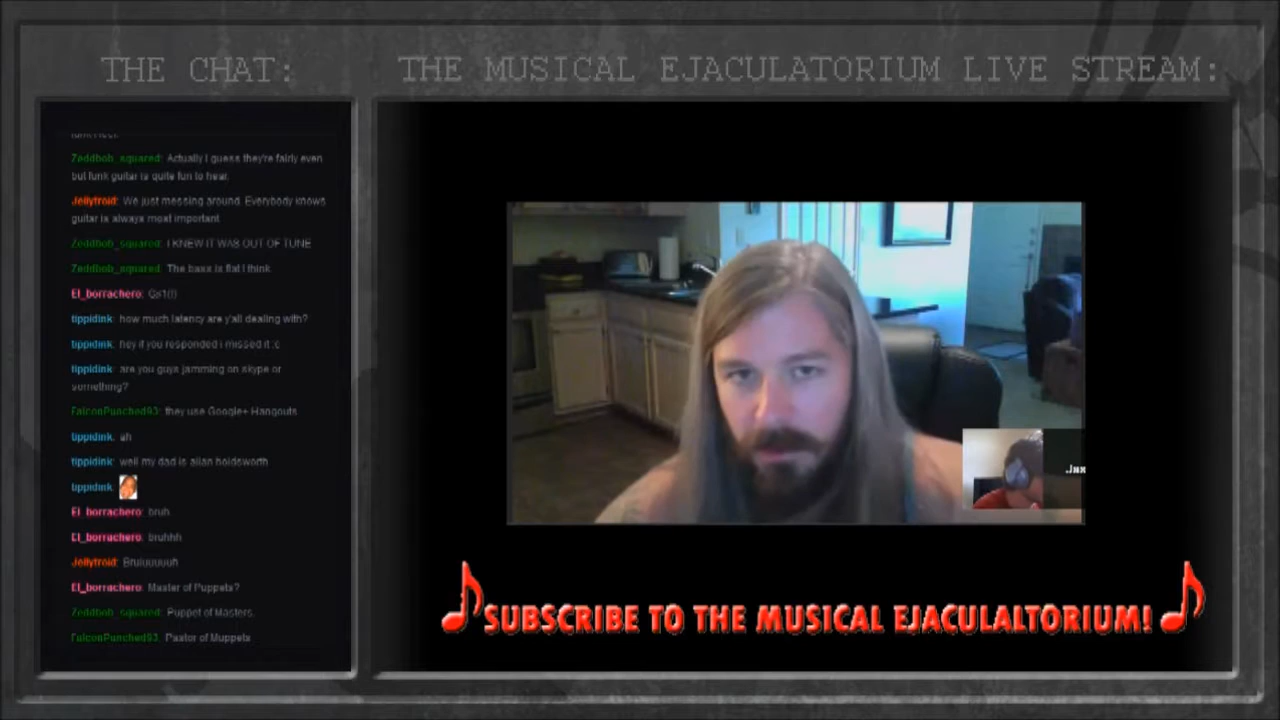 THE CHAT:
THE MUSICAL EJACULATORIUM LIVE STREAM:
Zeddbob_squared: Actually I guess they're fairly even
but funk guitar is quite fun to hear.
Jellytroid: We just messing around. Everybody knows
guitar is always most important
Zeddbob_squared: I KNEW IT WAS OUT OF TUNE
Zeddbob_squared: The bass is flat I think
El_borrachero:
tippidink: how much latency are y'all dealing with?
tippidink: hey if you responded i missed it :c
tippidink: are you guys jamming on skype or
something?
FalconPunched93: they use Google+ Hangouts
tippidink: ah
tippidink: well my dad is allan holdsworth
tippidink:
El_borrachero: bruh
El_borrachero: bruhhh
Jellytroid: Bruluuuuuh
El_borrachero: Master of Puppets?
Zeddbob_squared: Puppet of Masters.
FalconPunched93: Pastor of Muppets
SUBSCRIBE TO THE MUSICAL EJACULALTORIUM!